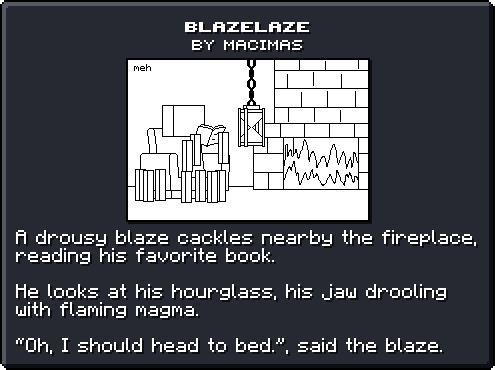 BLAZELAZE
BY MACIMAS
meh
A drousy blaze cackles nearby the fireplace,
reading his favorite book.
He looks at his hourglass, his jaw drooling
with flaming magma.
“Oh, I should head to bed.”, said the blaze.